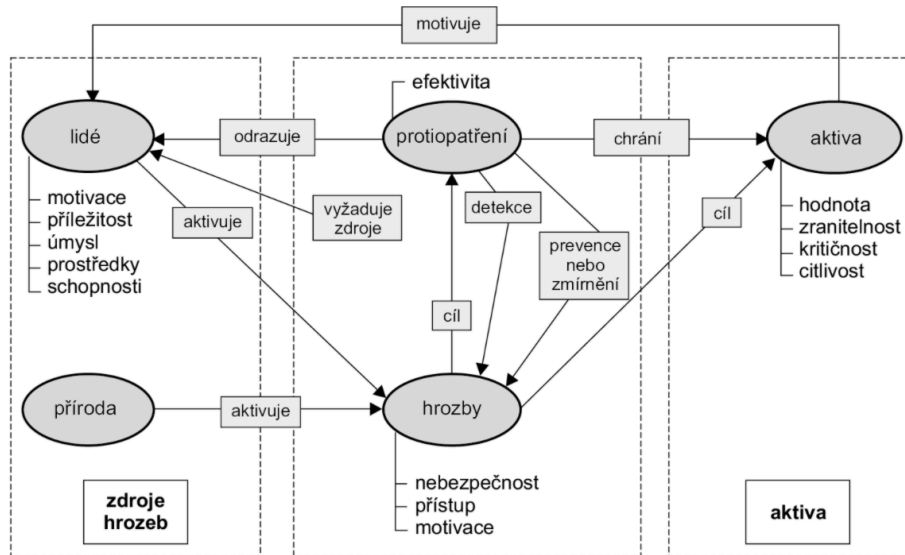 motivuje
efektivita
lidé
odrazuje
protiopatření
chrání
aktiva
motivace
příležitost
úmysl
prostředky
schopnosti
aktivuje
vyžaduje
zdroje
detekce
prevence
nebo
zmírnění
cíl
hodnota
zranitelnost
kritičnost
citlivost
cíl
příroda
aktivuje
hrozby
nebezpečnost
přístup
motivace
zdroje
hrozeb
aktiva